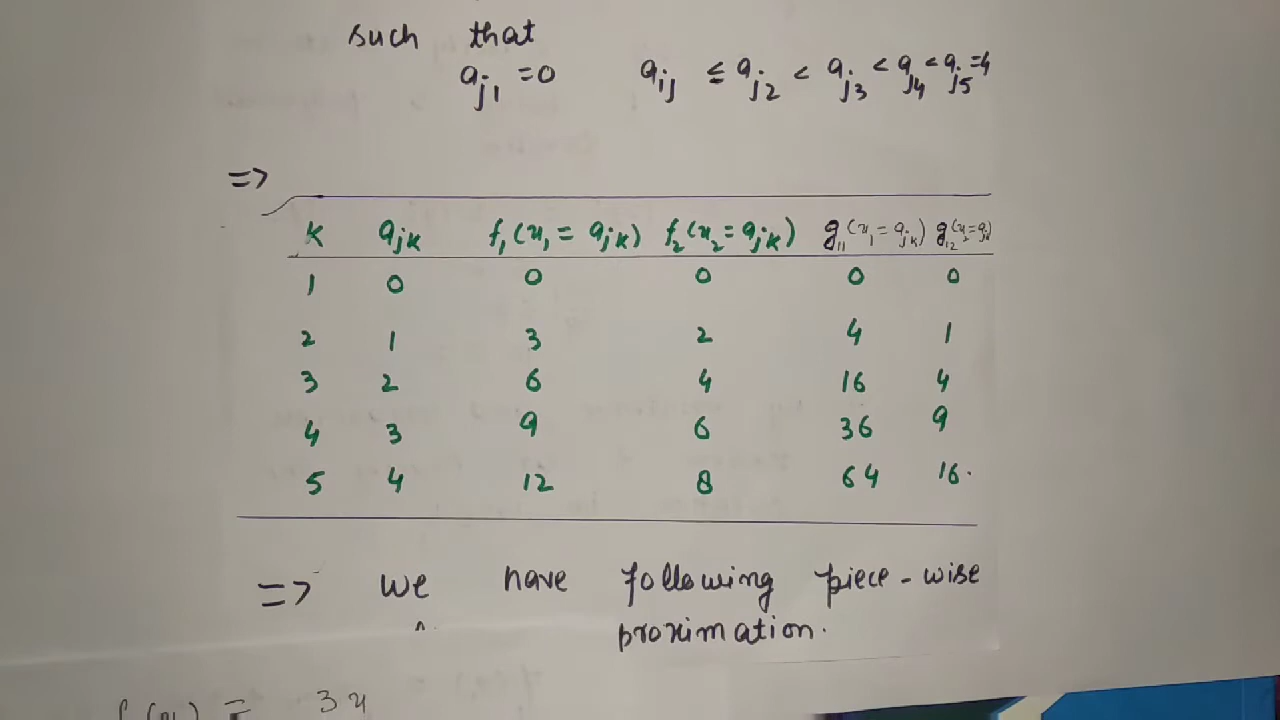 such that
aj1 =0 aij ≤ aj2 < aj3 < aj4 < aj5 =4
=>
K ajk f1(x1 = ajk) f2(x2 = ajk) g11(x1 = ajk) g12(x2 = ajk)
1 0 0 0 0 0
2 1 3 2 4 1
3 2 6 4 16 4
4 3 9 6 36 9
5 4 12 8 64 16.
=> we have following piece-wise
proximation.
3x